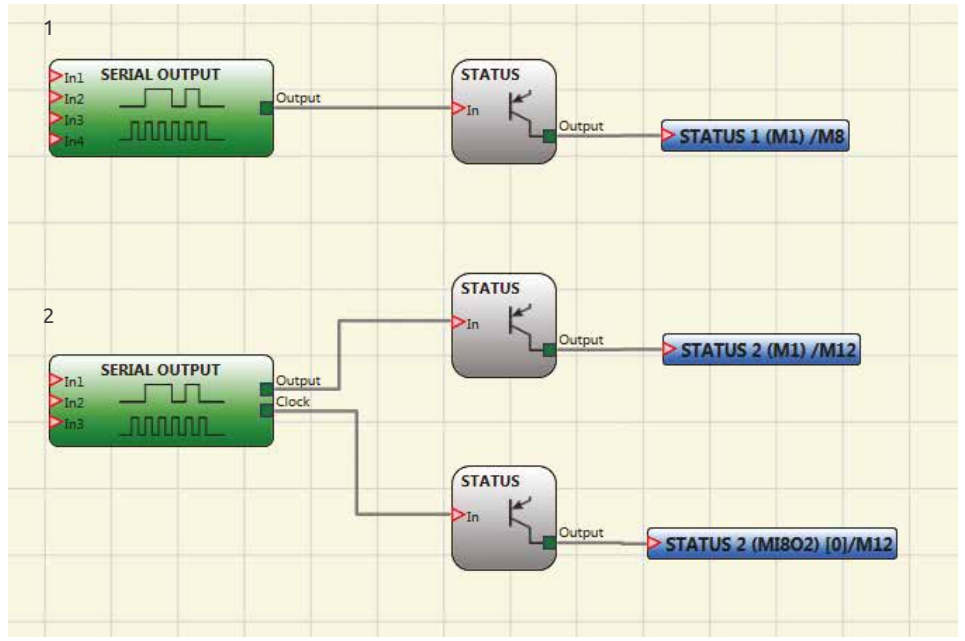 1
SERIAL OUTPUT
In1
In2
In3
In4
Output
STATUS
In
Output
STATUS 1 (M1) /M8
2
SERIAL OUTPUT
In1
In2
In3
Output
Clock
STATUS
In
Output
STATUS 2 (M1) /M12
STATUS
In
Output
STATUS 2 (MI8O2) [0]/M12